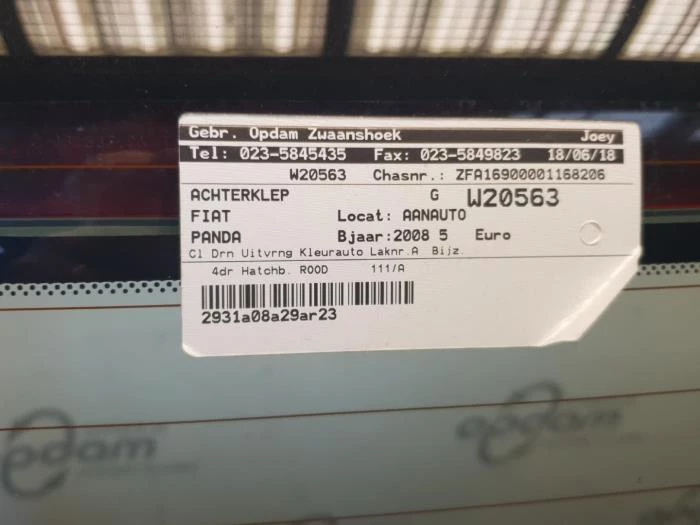 Gebr. Opdam Zwaanshoek Joey
Tel: 023-5845435 Fax: 023-5849823 18/06/18
W20563 Chasnr.: ZFA16900001168206
ACHTERKLEP G W20563
FIAT Locat: AANAUTO
PANDA Bjaar:2008 5 Euro
Cl Drn Uitvrng Kleurauto Laknr.A Bijz.
4dr Hatchb. ROOD 111/A
2931a08a29ar23
opdam opdam